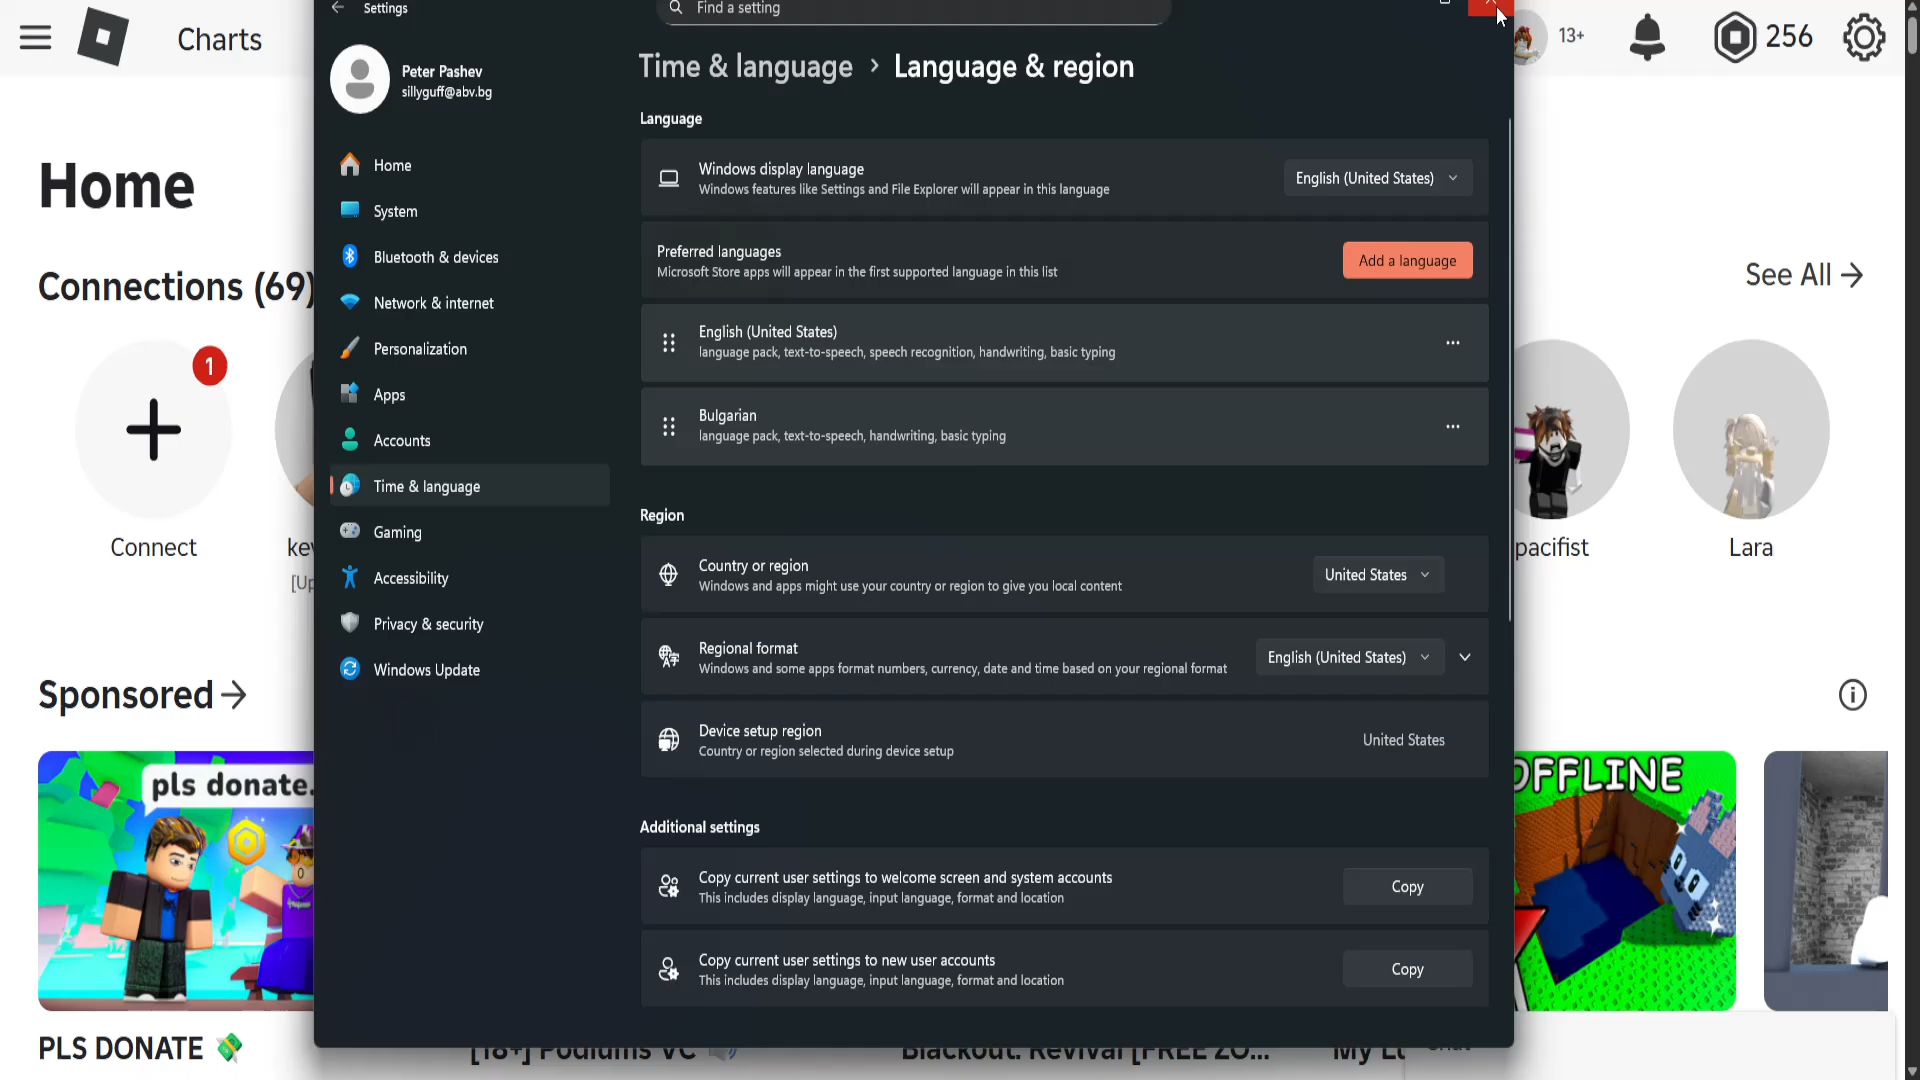 Settings
Find a setting
Charts
13+
256
Peter Pashev
sillyguff@abv.bg
Time & language > Language & region
Home
Connections (69)
See All
1
Connect
pacifist
Lara
Sponsored
pls donate.
OFFLINE
PLS DONATE
Home
System
Bluetooth & devices
Network & internet
Personalization
Apps
Accounts
Time & language
Gaming
Accessibility
Privacy & security
Windows Update
Language
Windows display language
Windows features like Settings and File Explorer will appear in this language
English (United States)
Preferred languages
Microsoft Store apps will appear in the first supported language in this list
Add a language
English (United States)
language pack, text-to-speech, speech recognition, handwriting, basic typing
Bulgarian
language pack, text-to-speech, handwriting, basic typing
Region
Country or region
Windows and apps might use your country or region to give you local content
United States
Regional format
Windows and some apps format numbers, currency, date and time based on your regional format
English (United States)
Device setup region
Country or region selected during device setup
United States
Additional settings
Copy current user settings to welcome screen and system accounts
This includes display language, input language, format and location
Copy
Copy current user settings to new user accounts
This includes display language, input language, format and location
Copy
[18+] Podiums VC
Blackout: Revival [FREE ZO...